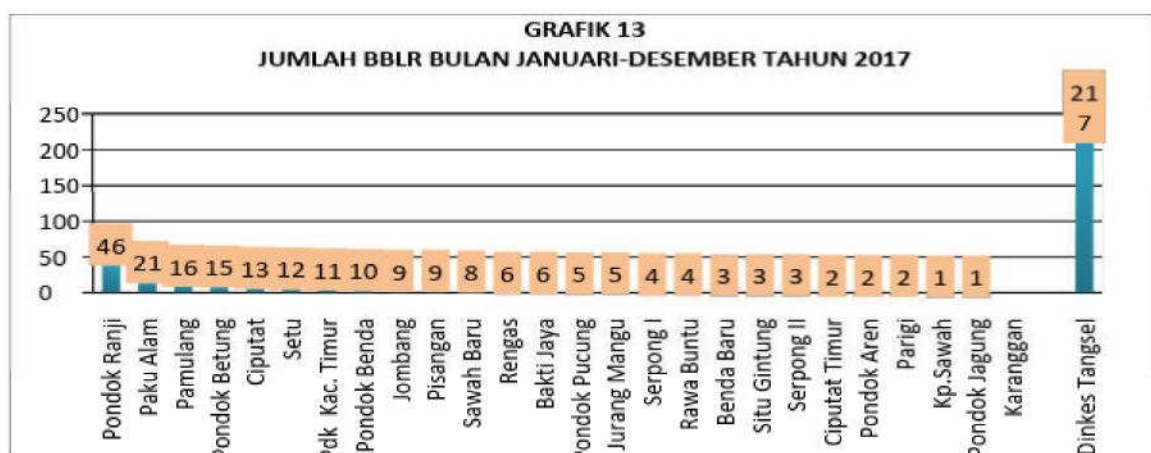 GRAFIK 13
JUMLAH BBLR BULAN JANUARI-DESEMBER TAHUN 2017
250
200
150
100
50
0
46
21
16
15
13
12
11
10
9
9
8
6
6
5
5
4
4
3
3
3
2
2
2
1
1
21
7
Pondok Ranji
Paku Alam
Pamulang
Pondok Betung
Ciputat
Setu
Pdk Kac. Timur
Pondok Benda
Jombang
Pisangan
Sawah Baru
Rengas
Bakti Jaya
Pondok Pucung
Jurang Mangu
Serpong I
Rawa Buntu
Benda Baru
Situ Gintung
Serpong II
Ciputat Timur
Pondok Aren
Parigi
Kp.Sawah
Pondok Jagung
Karanggan
Dinkes Tangsel